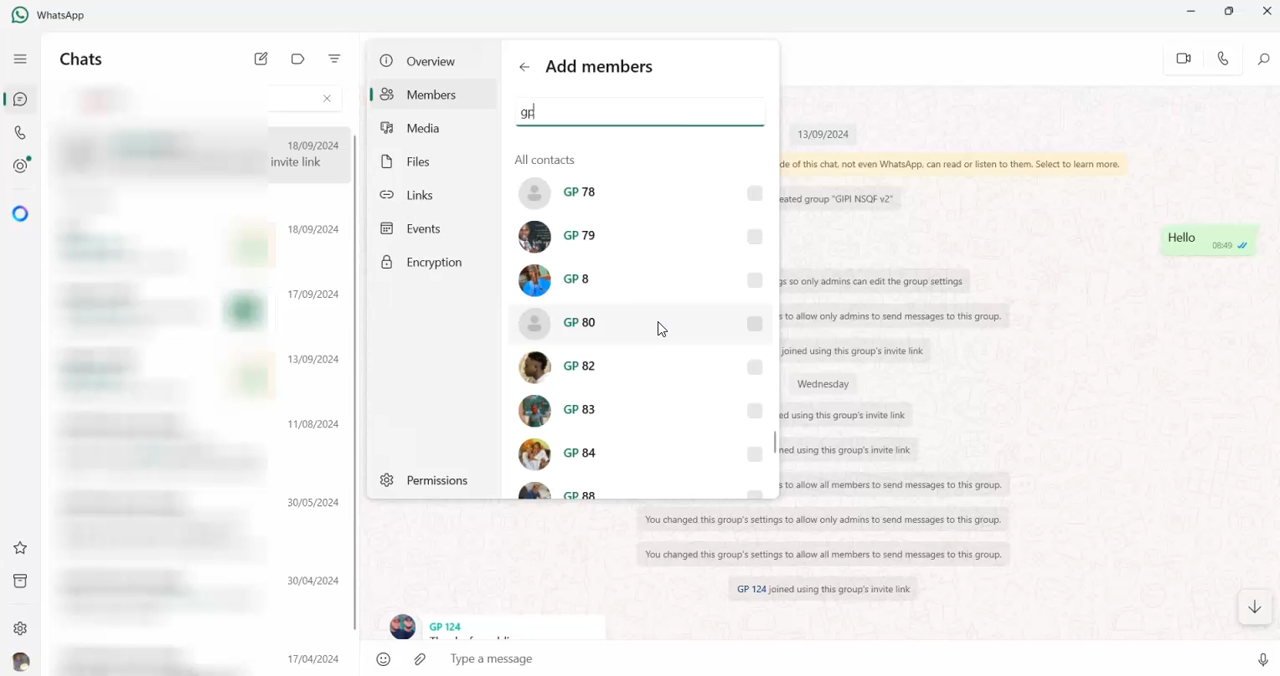 WhatsApp
Chats
18/09/2024
invite link
18/09/2024
17/09/2024
13/09/2024
11/08/2024
30/05/2024
30/04/2024
17/04/2024
Overview
Members
Media
Files
Links
Events
Encryption
Permissions
Add members
gp
All contacts
GP 78
GP 79
GP 8
GP 80
GP 82
GP 83
GP 84
GP 88
13/09/2024
de of this chat, not even WhatsApp, can read or listen to them. Select to learn more.
eated group "GIPI NSQF v2"
Hello
08:49
gs so only admins can edit the group settings
s to allow only admins to send messages to this group.
joined using this group's invite link
Wednesday
ed using this group's invite link
ned using this group's invite link
s to allow all members to send messages to this group.
You changed this group's settings to allow only admins to send messages to this group.
You changed this group's settings to allow all members to send messages to this group.
GP 124 joined using this group's invite link
GP 124
Type a message